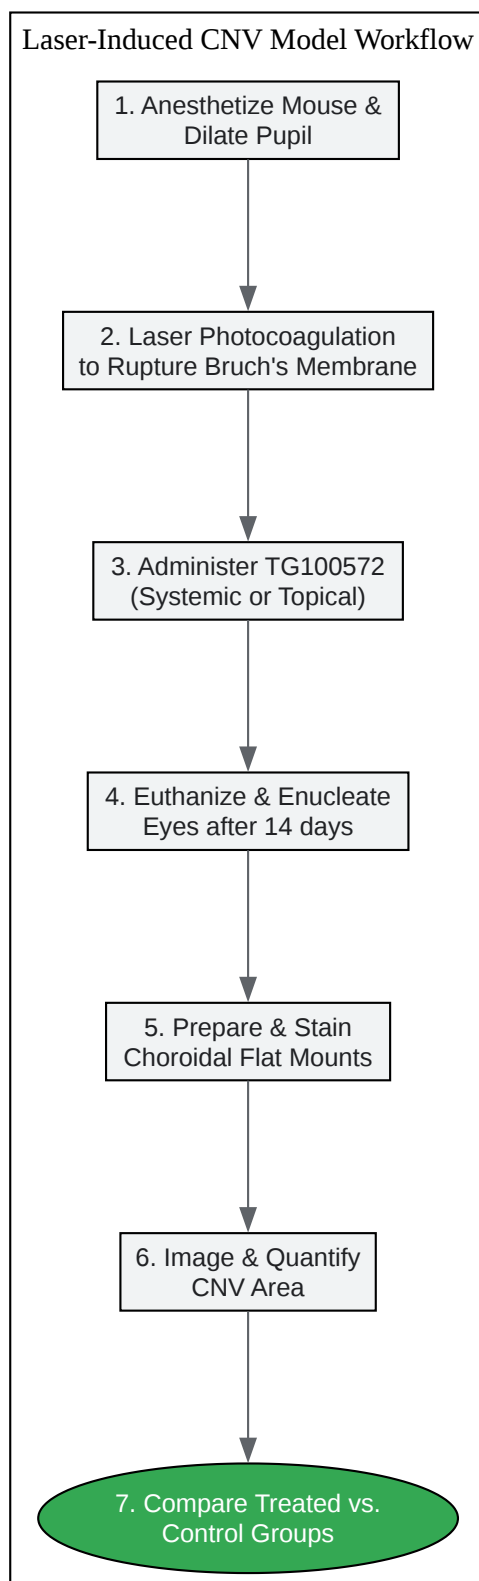 Laser-Induced CNV Model Workflow
1. Anesthetize Mouse &
Dilate Pupil
2. Laser Photocoagulation
to Rupture Bruch's Membrane
3. Administer TG100572
(Systemic or Topical)
4. Euthanize & Enucleate
Eyes after 14 days
5. Prepare & Stain
Choroidal Flat Mounts
6. Image & Quantify
CNV Area
7. Compare Treated vs.
Control Groups